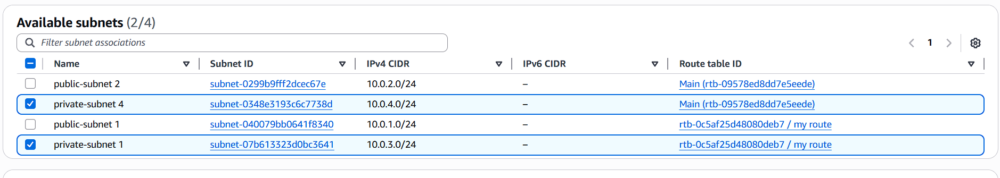 Available subnets (2/4)
Filter subnet associations
1
Name Subnet ID IPv4 CIDR IPv6 CIDR Route table ID
public-subnet 2 subnet-0299b9fff2dcec67e 10.0.2.0/24 – Main (rtb-09578ed8dd7e5eede)
private-subnet 4 subnet-0348e3193c6c7738d 10.0.4.0/24 – Main (rtb-09578ed8dd7e5eede)
public-subnet 1 subnet-040079bb0641f8340 10.0.1.0/24 – rtb-0c5af25d48080deb7 / my route
private-subnet 1 subnet-07b613323d0bc3641 10.0.3.0/24 – rtb-0c5af25d48080deb7 / my route